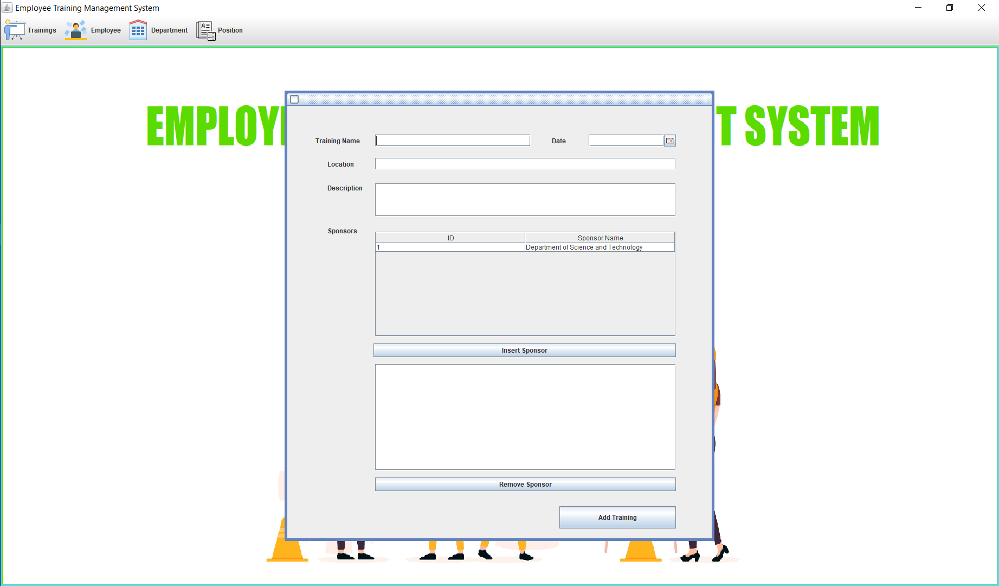 Employee Training Management System
Trainings Employee Department Position
EMPLOY T SYSTEM
Training Name Date
Location
Description
Sponsors
ID Sponsor Name
1 Department of Science and Technology
Insert Sponsor
Remove Sponsor
Add Training